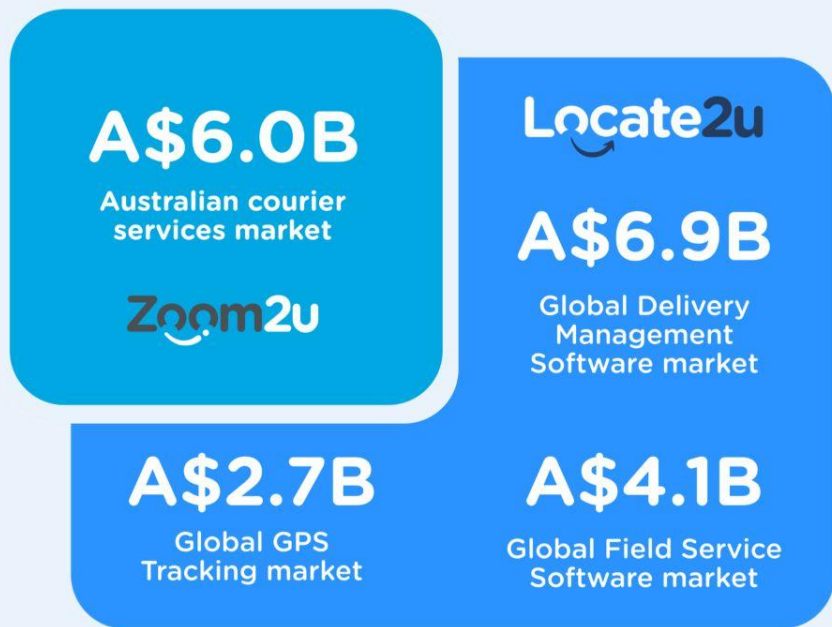 A$6.0B
Australian courier
services market
Zoom2u
Locate2u
A$6.9B
Global Delivery
Management
Software market
A$2.7B
Global GPS
Tracking market
A$4.1B
Global Field Service
Software market